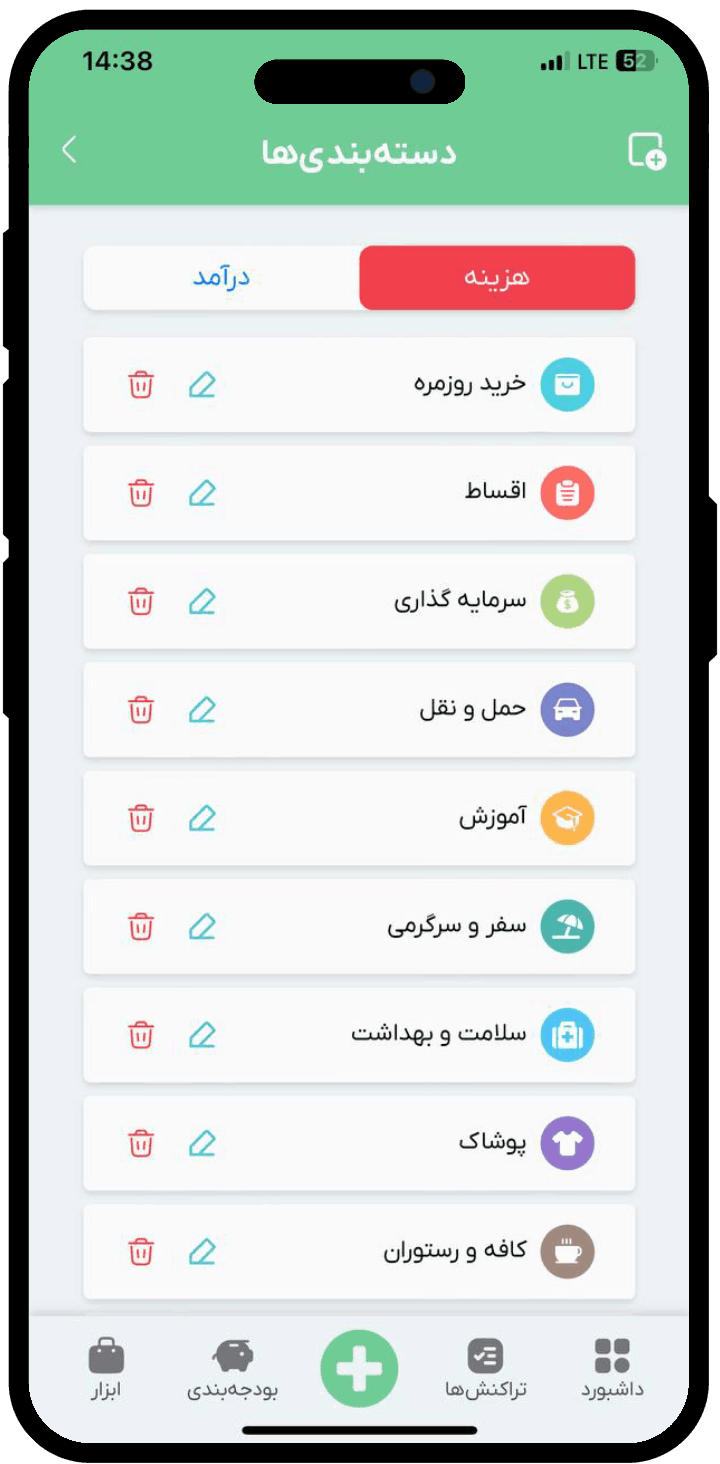 14:38
LTE 52
دسته‌بندی‌ها
هزینه
درآمد
خرید روزمره
اقساط
سرمایه گذاری
حمل و نقل
آموزش
سفر و سرگرمی
سلامت و بهداشت
پوشاک
کافه و رستوران
داشبورد
تراکنش‌ها
بودجه‌بندی
ابزار